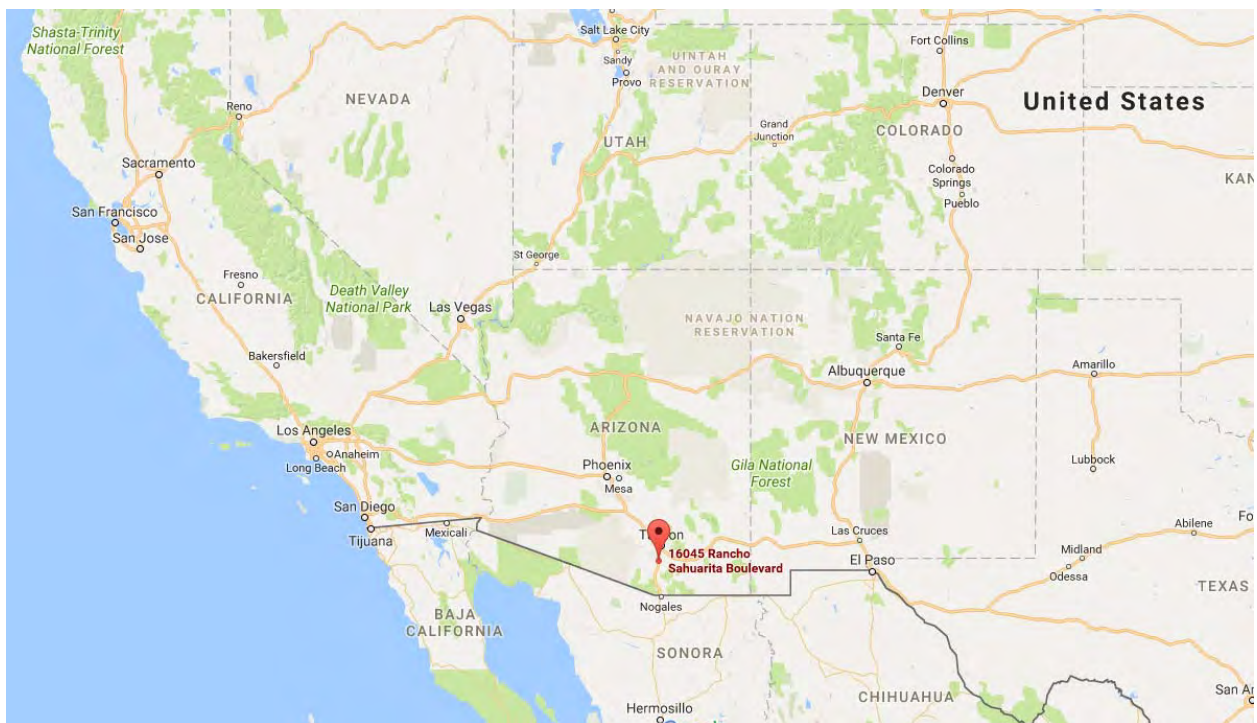 Shasta-Trinity
National Forest
Salt Lake City
Sandy
Provo
UINTAH
AND OURAY
RESERVATION
Fort Collins
Reno
NEVADA
Denver
United States
Grand
Junction
COLORADO
UTAH
Sacramento
Colorado
Springs
Pueblo
KAN
San Francisco
San Jose
St George
Fresno
CALIFORNIA
Death Valley
National Park
Las Vegas
NAVAJO NATION
RESERVATION
Santa Fe
Bakersfield
Albuquerque
Amarillo
Los Angeles
Anaheim
Long Beach
ARIZONA
NEW MEXICO
Phoenix
Mesa
Gila National
Forest
Lubbock
San Diego
Tijuana
Mexicali
16045 Rancho
Sahuarita Boulevard
Las Cruces
El Paso
Abilene
Midland
Odessa
TEXAS
Nogales
BAJA
CALIFORNIA
SONORA
CHIHUAHUA
San A
Hermosillo